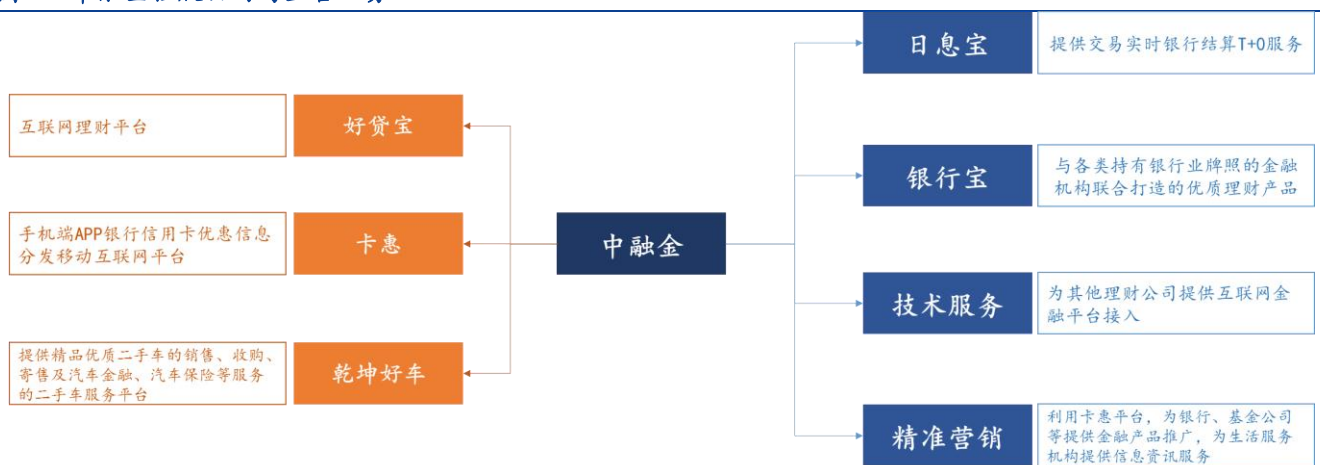 互联网理财平台
好贷宝
手机端APP银行信用卡优惠信息
分发移动互联网平台
卡惠
提供精品优质二手车的销售、收购、
寄售及汽车金融、汽车保险等服务
的二手车服务平台
乾坤好车
中融金
日息宝
提供交易实时银行结算T+0服务
银行宝
与各类持有银行业牌照的金融
机构联合打造的优质理财产品
技术服务
为其他理财公司提供互联网金
融平台接入
精准营销
利用卡惠平台，为银行、基金公司
等提供金融产品推广，为生活服务
机构提供信息资讯服务